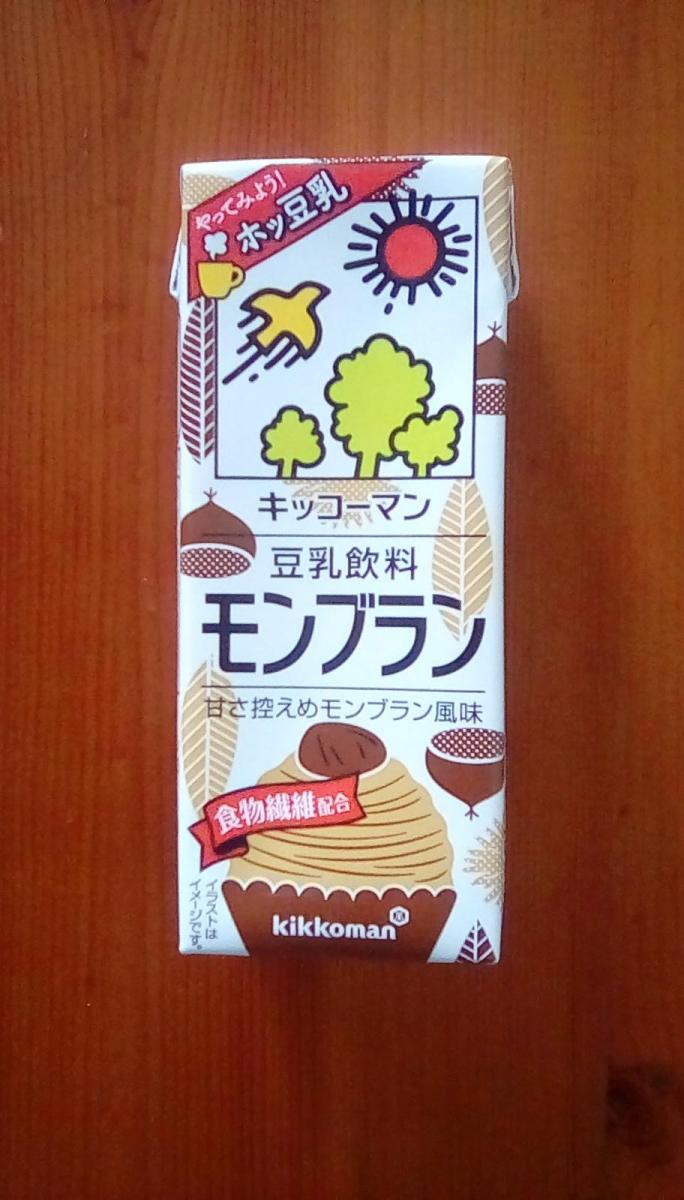 やってみよう!
ホッ豆乳
キッコーマン
豆乳飲料
モンブラン
甘さ控えめモンブラン風味
食物繊維配合
イラストは
イメージです。
kikkoman